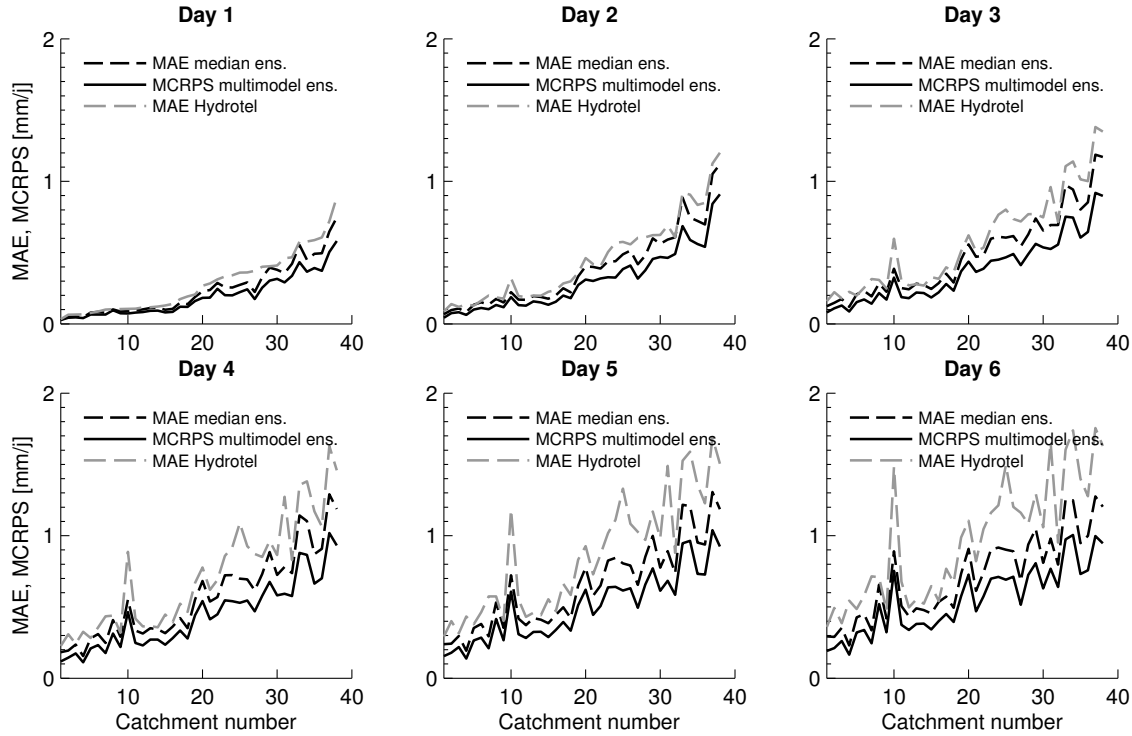 Day 1
Day 2
Day 3
2
1
0
MAE, MCRPS [mm/j]
MAE median ens.
MCRPS multimodel ens.
MAE Hydrotel
10 20 30 40
2
1
0
MAE median ens.
MCRPS multimodel ens.
MAE Hydrotel
10 20 30 40
2
1
0
MAE median ens.
MCRPS multimodel ens.
MAE Hydrotel
10 20 30 40
Day 4
Day 5
Day 6
2
1
0
MAE, MCRPS [mm/j]
MAE median ens.
MCRPS multimodel ens.
MAE Hydrotel
10 20 30 40
Catchment number
2
1
0
MAE median ens.
MCRPS multimodel ens.
MAE Hydrotel
10 20 30 40
Catchment number
2
1
0
MAE median ens.
MCRPS multimodel ens.
MAE Hydrotel
10 20 30 40
Catchment number